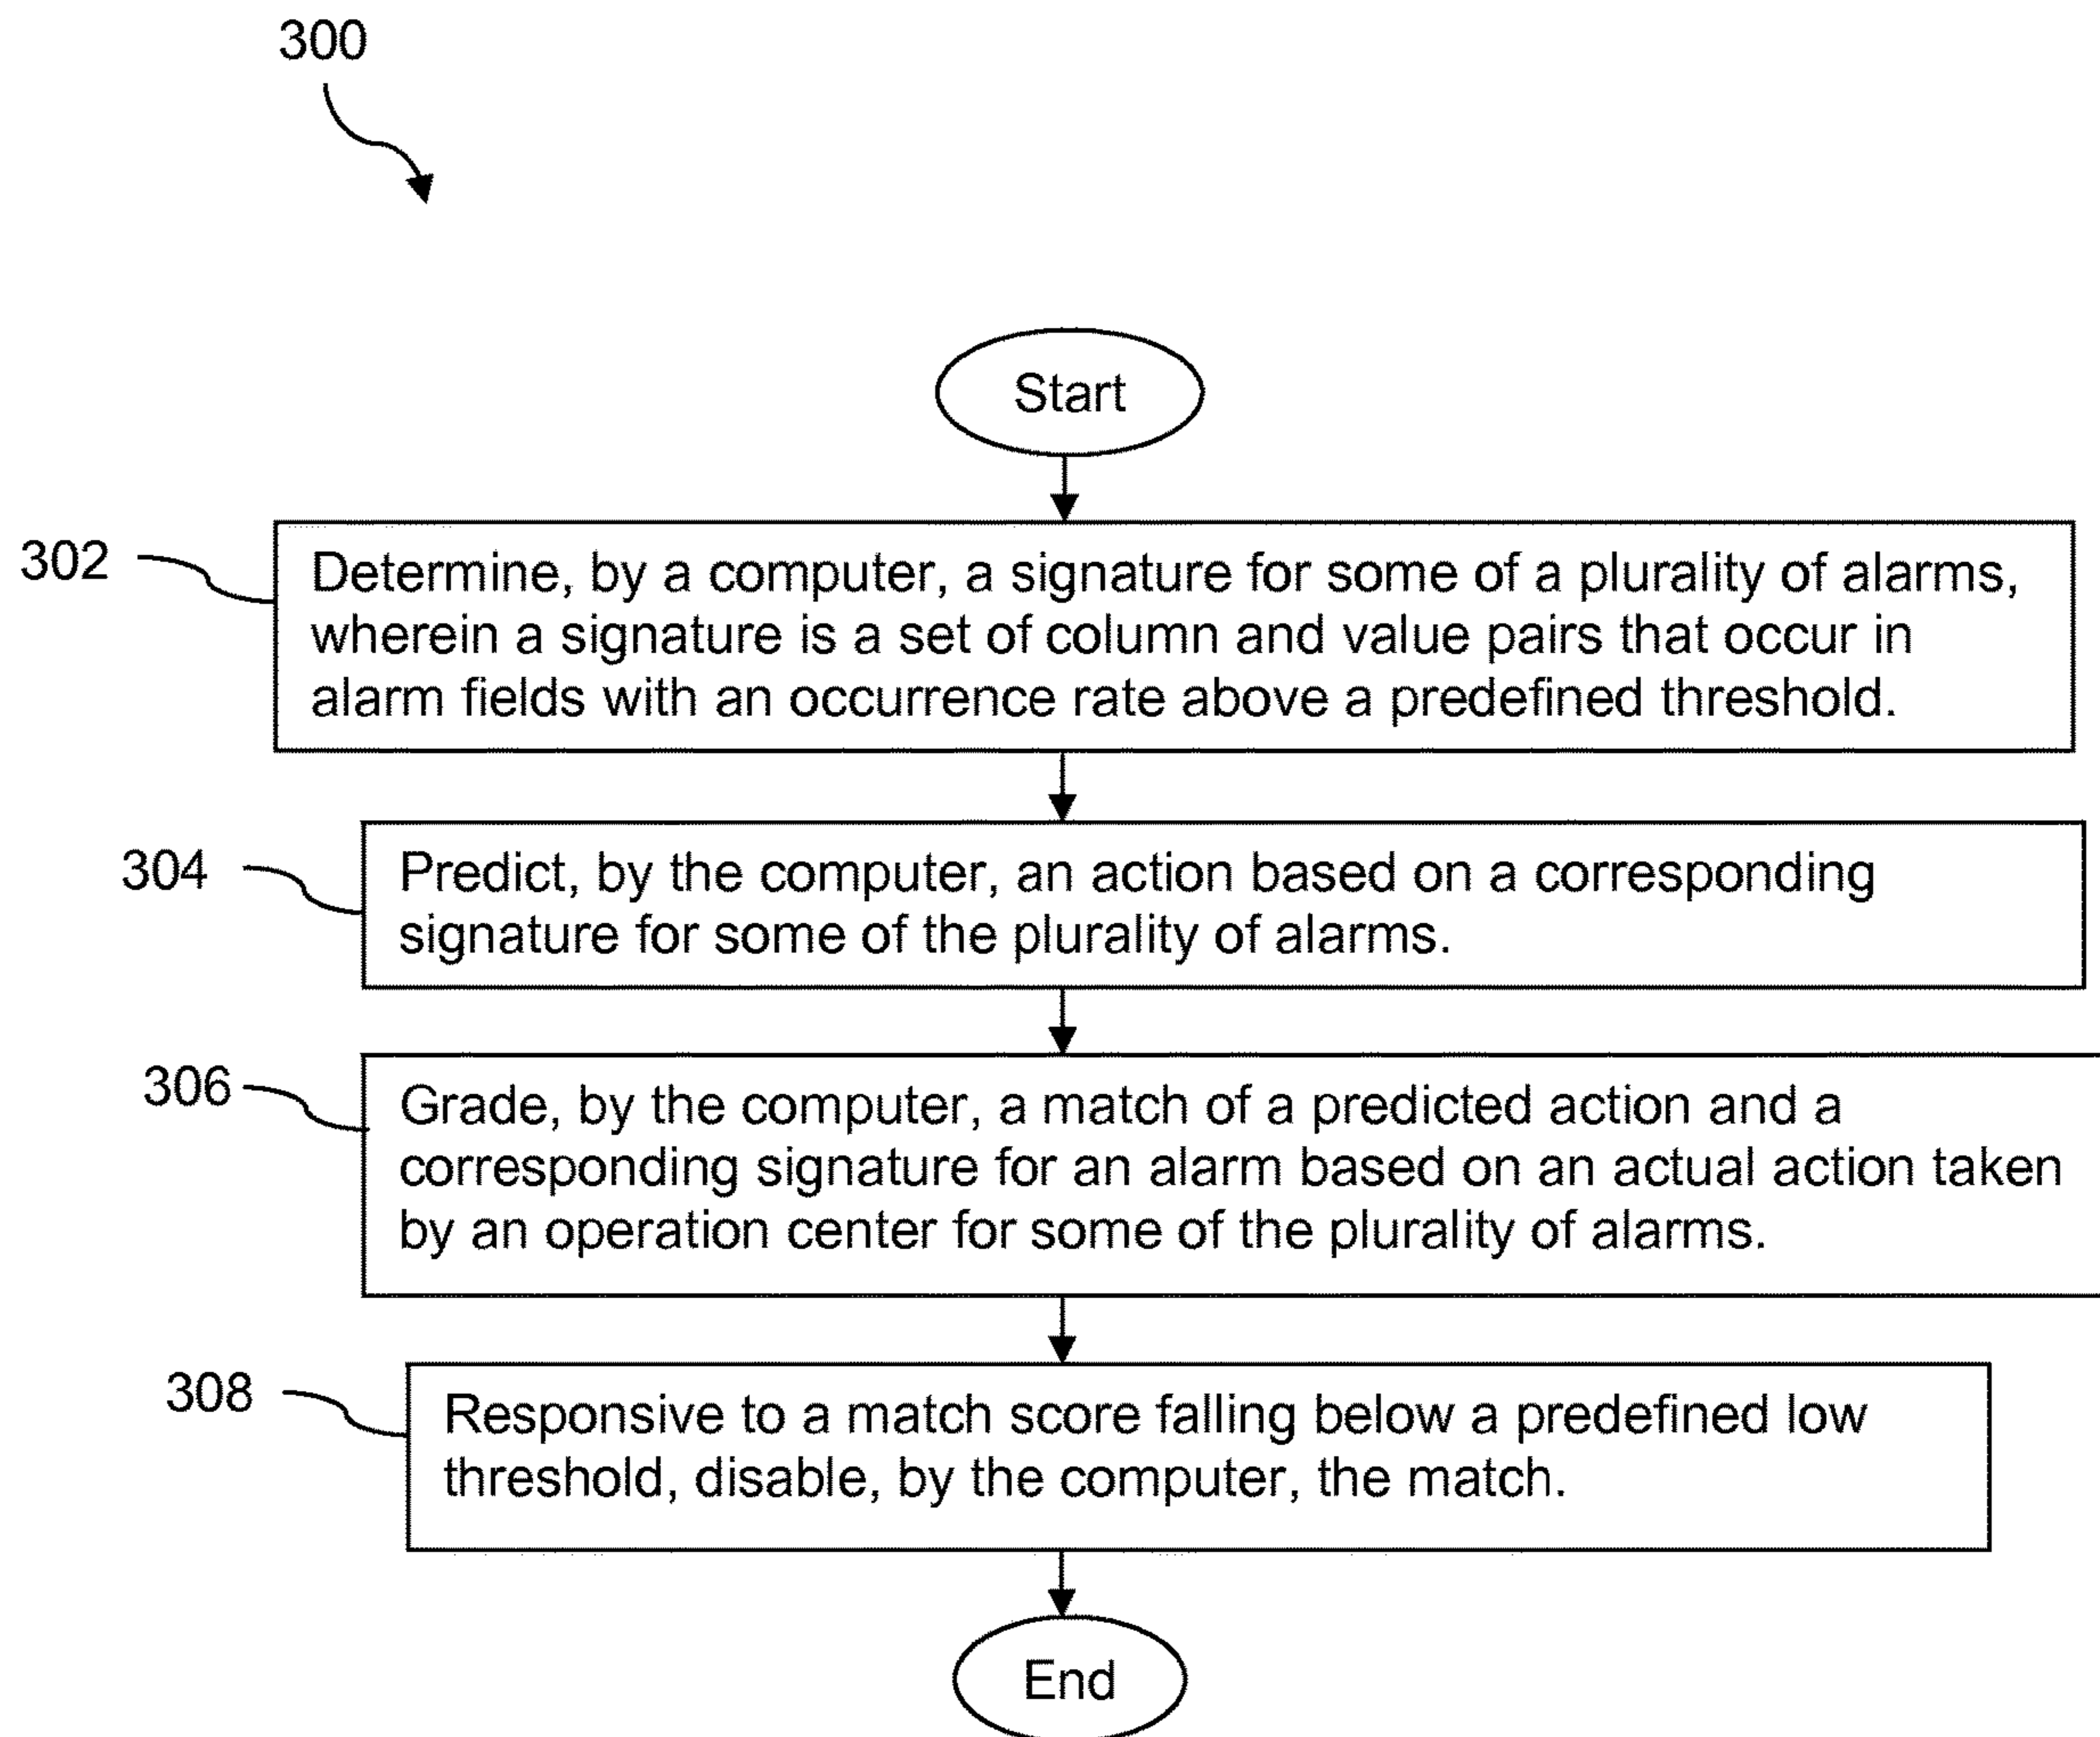 300
Start
302
Determine, by a computer, a signature for some of a plurality of alarms,
wherein a signature is a set of column and value pairs that occur in
alarm fields with an occurrence rate above a predefined threshold.
304
Predict, by the computer, an action based on a corresponding
signature for some of the plurality of alarms.
306
Grade, by the computer, a match of a predicted action and a
corresponding signature for an alarm based on an actual action taken
by an operation center for some of the plurality of alarms.
308
Responsive to a match score falling below a predefined low
threshold, disable, by the computer, the match.
End